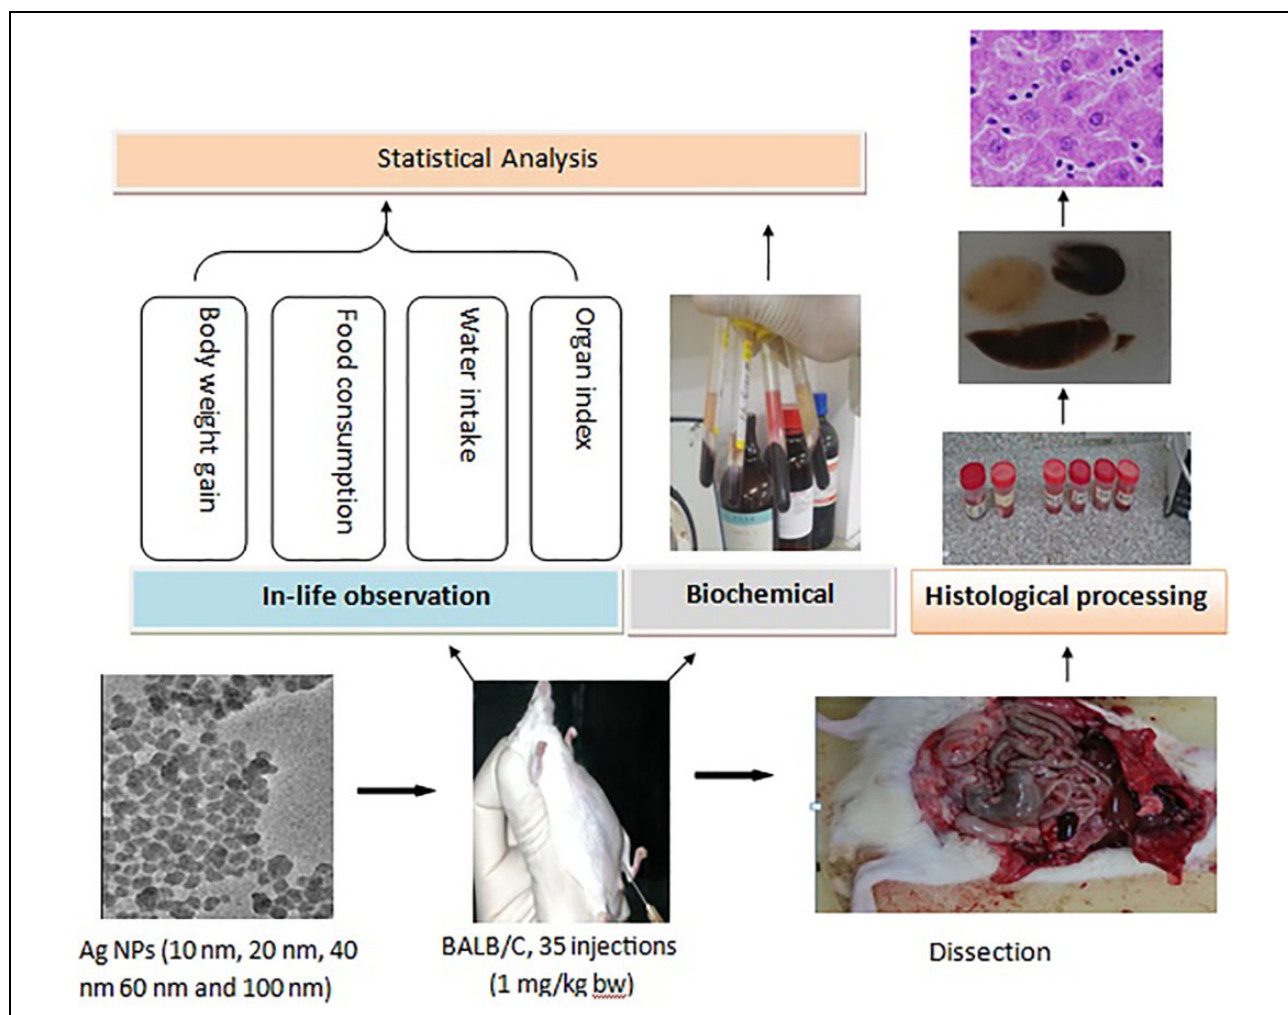 Statistical Analysis
Body weight gain
Food consumption
Water intake
Organ index
In-life observation
Biochemical
Histological processing
Ag NPs (10 nm, 20 nm, 40
nm 60 nm and 100 nm)
BALB/C, 35 injections
(1 mg/kg bw)
Dissection